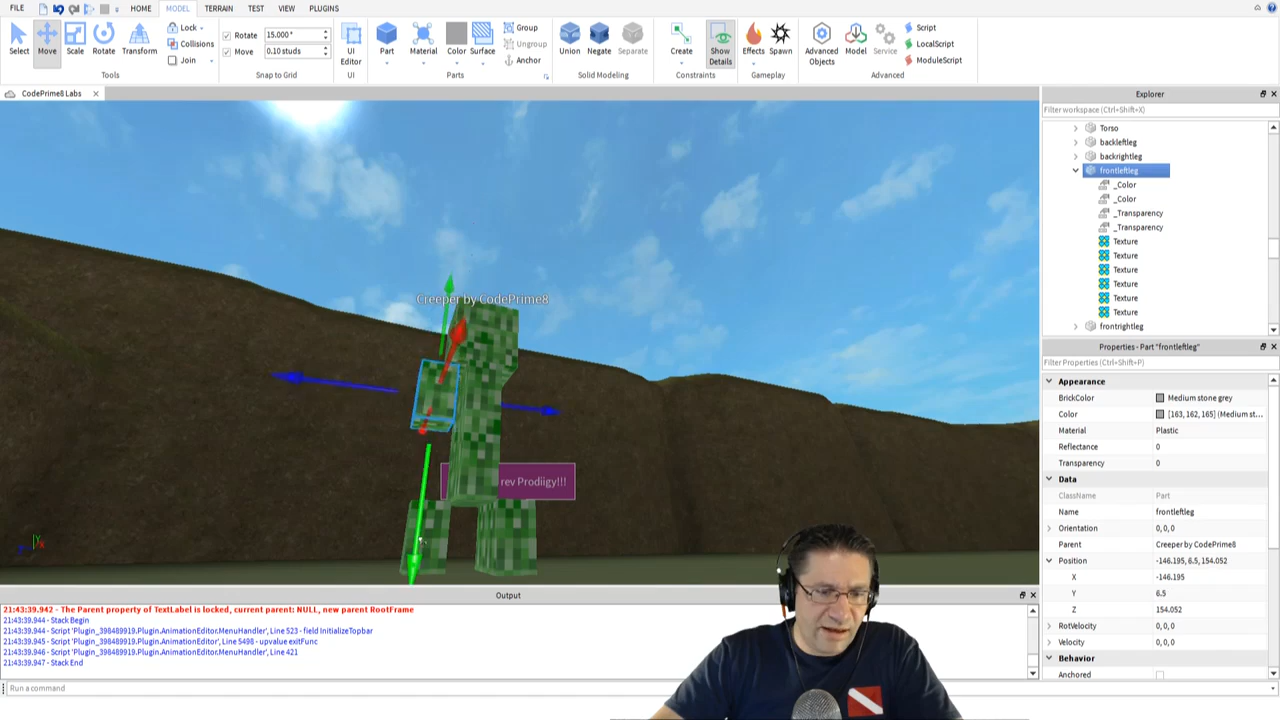 FILE HOME MODEL TERRAIN TEST VIEW PLUGINS
Select Move Scale Rotate Transform
Lock
Collisions
Join
Tools
Rotate 15.000°
Move 0.10 studs
Snap to Grid
UI Editor
UI
Part Material Color Surface
Group
Ungroup
Anchor
Parts
Union Negate Separate
Solid Modeling
Create Show Details
Constraints
Effects Spawn
Gameplay
Advanced Objects Model Service
Script
LocalScript
ModuleScript
Advanced
CodePrime8 Labs
Creeper by CodePrime8
rev Prodiigy!!!
Y
X
Explorer
Filter workspace (Ctrl+Shift+X)
Torso
backleftleg
backrightleg
frontleftleg
_Color
_Color
_Transparency
_Transparency
Texture
Texture
Texture
Texture
Texture
Texture
frontrightleg
Properties - Part "frontleftleg"
Filter Properties (Ctrl+Shift+P)
Appearance
BrickColor Medium stone grey
Color [163, 162, 165] (Medium st...
Material Plastic
Reflectance 0
Transparency 0
Data
ClassName Part
Name frontleftleg
Orientation 0, 0, 0
Parent Creeper by CodePrime8
Position -146.195, 6.5, 154.052
X -146.195
Y 6.5
Z 154.052
RotVelocity 0, 0, 0
Velocity 0, 0, 0
Behavior
Anchored
Output
21:43:39.942 - The Parent property of TextLabel is locked, current parent: NULL, new parent RootFrame
21:43:39.944 - Stack Begin
21:43:39.944 - Script 'Plugin_398489919.Plugin.AnimationEditor.MenuHandler', Line 523 - field InitializeTopbar
21:43:39.945 - Script 'Plugin_398489919.Plugin.AnimationEditor.MenuHandler', Line 5498 - upvalue exitFunc
21:43:39.946 - Script 'Plugin_398489919.Plugin.AnimationEditor.MenuHandler', Line 421
21:43:39.947 - Stack End
Run a command